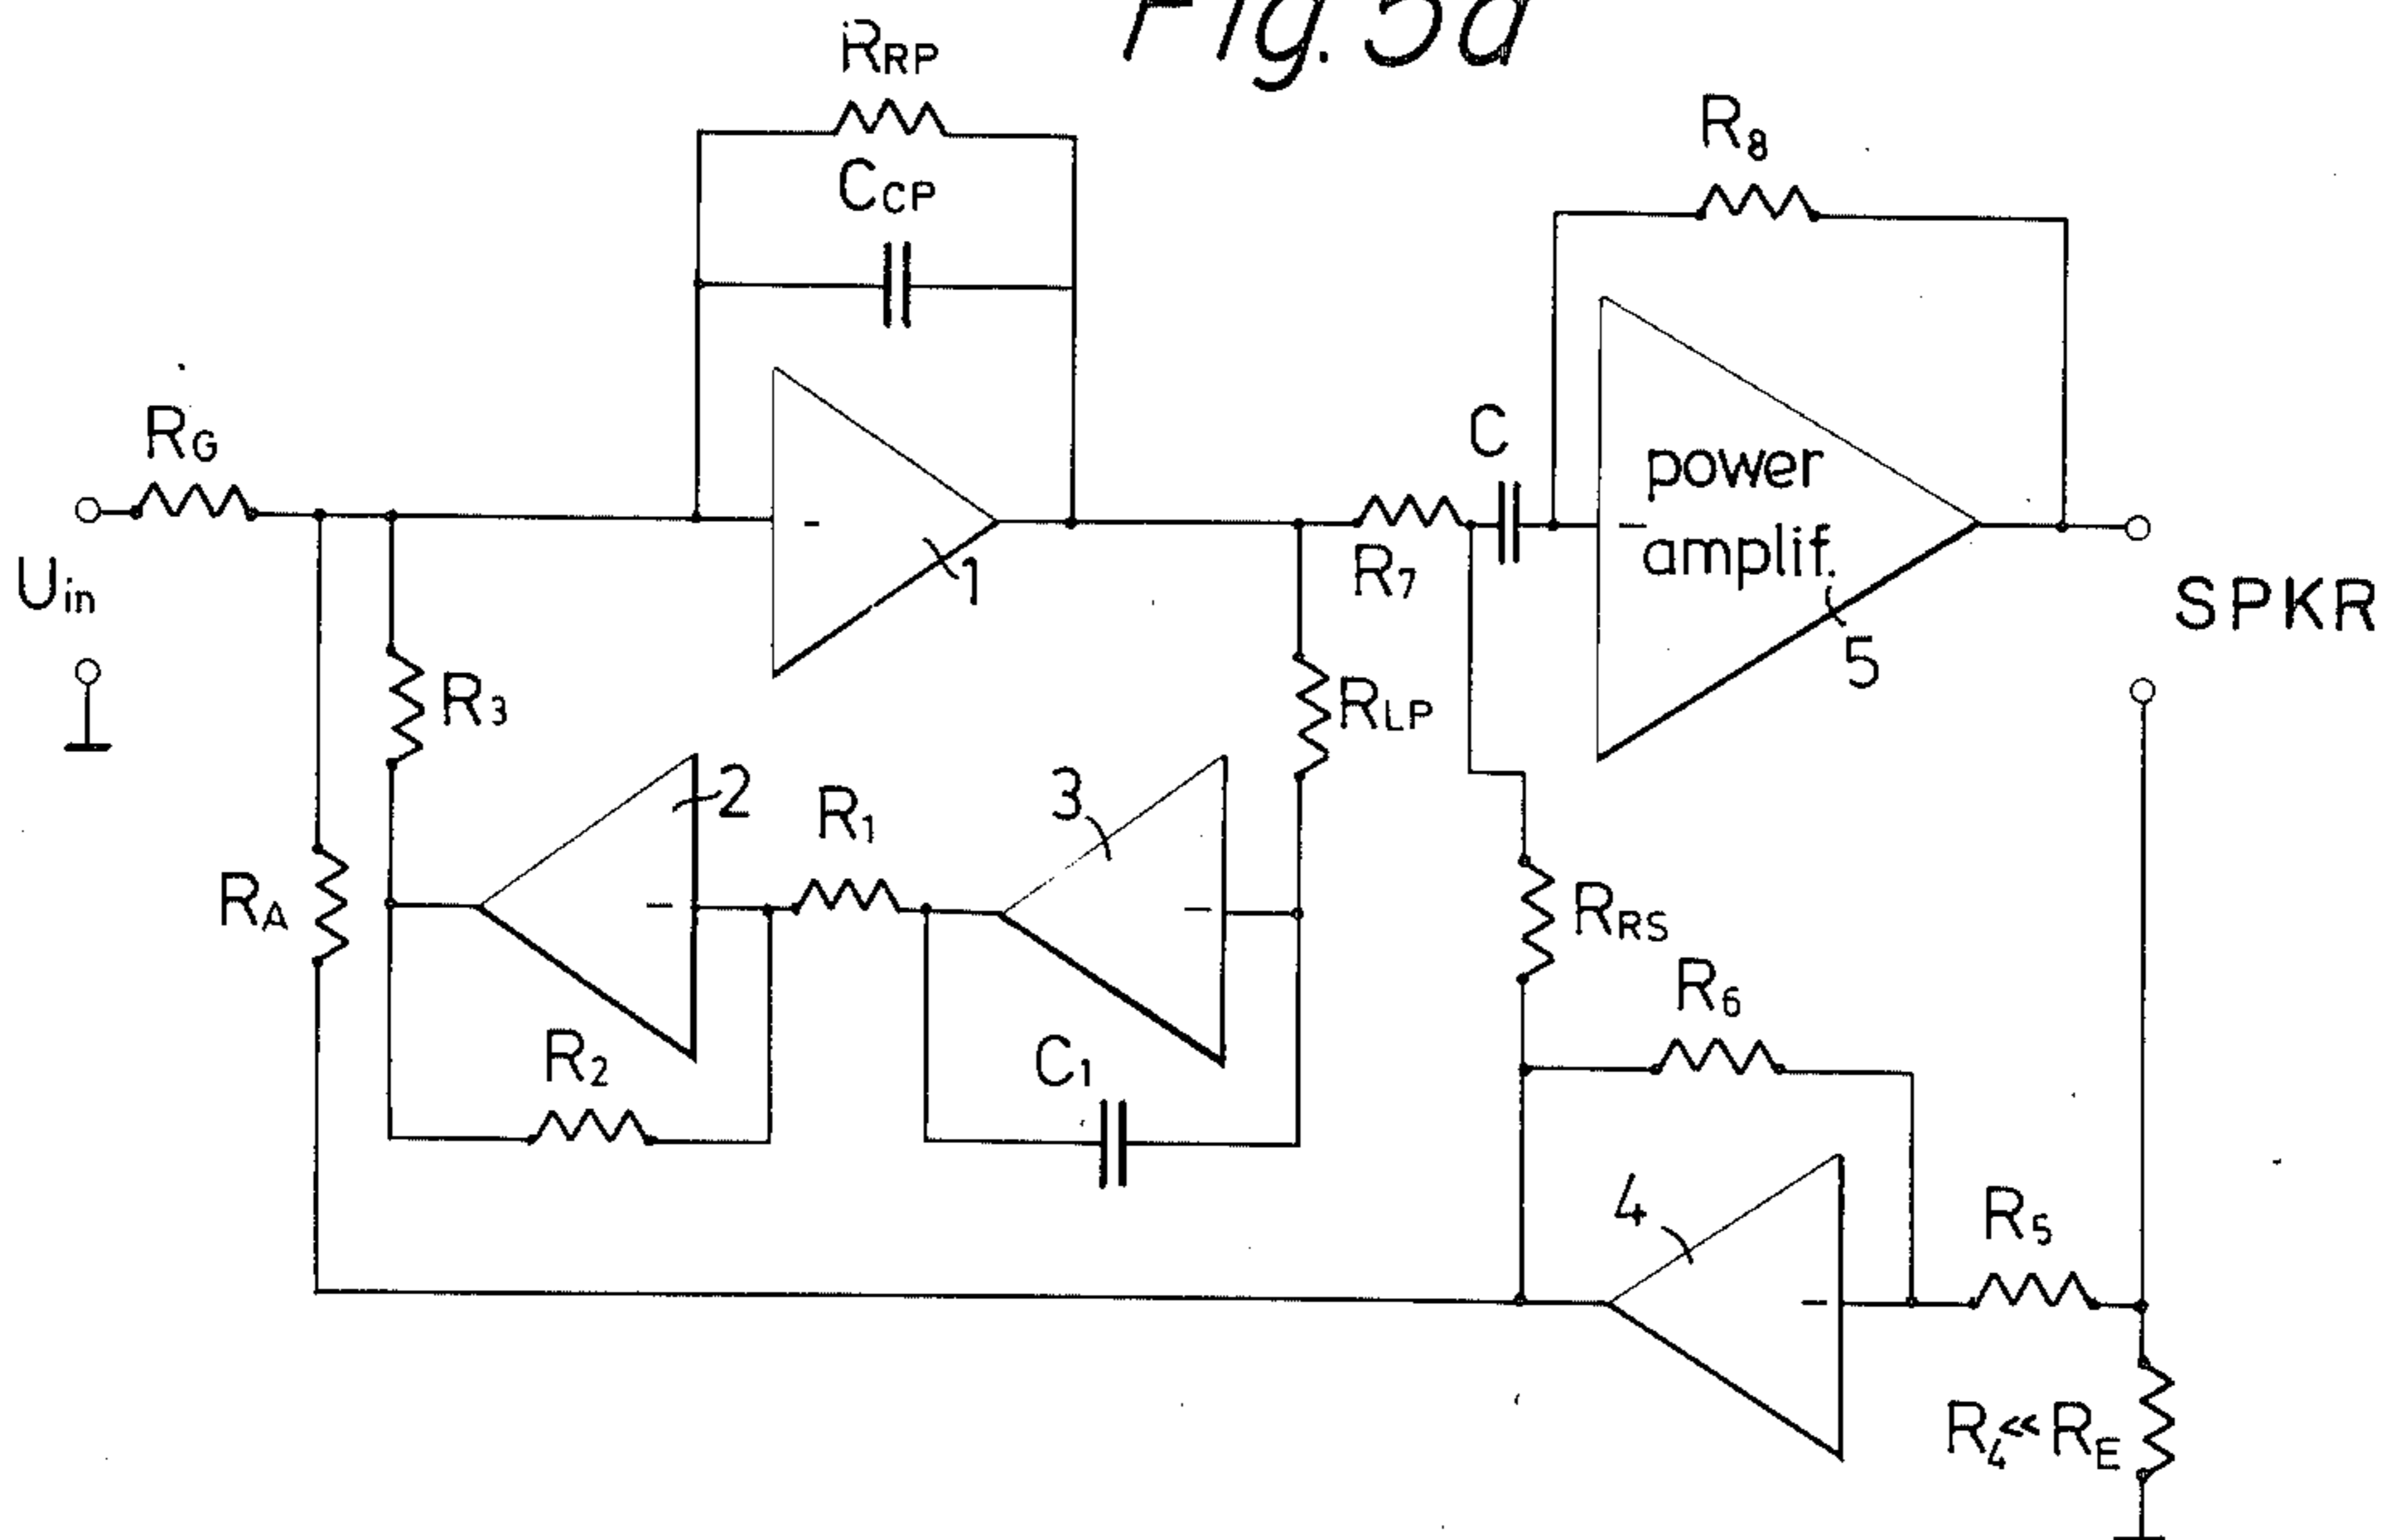 Fig. 5a
RRP
CCP
R8
RG
C
power
amplif.
-
-
1
R7
5
Uin
SPKR
R3
RLP
2
R1
3
-
-
RA
RRS
R6
R2
C1
4
R5
-
R4<<RE